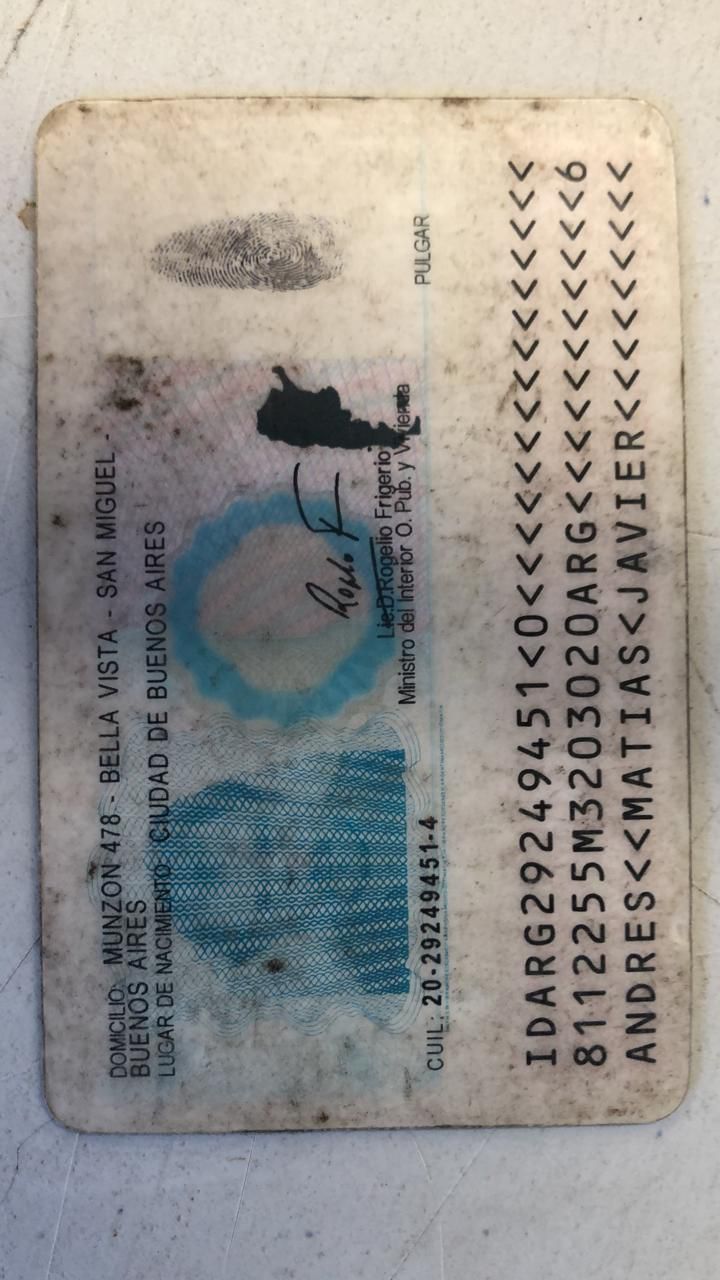 DOMICILIO: MUNZON 478 - BELLA VISTA - SAN MIGUEL -
BUENOS AIRES
LUGAR DE NACIMIENTO: CIUDAD DE BUENOS AIRES
PULGAR
Lic.D.Rogelio Frigerio
Ministro del Interior O. Pub. y Vivienda
CUIL: 20-29249451-4
IDARG29249451<0<<<<<<<<<<<<<<<
8112255M3203020ARG<<<<<<<<<<<6
ANDRES<<MATIAS<JAVIER<<<<<<<<<